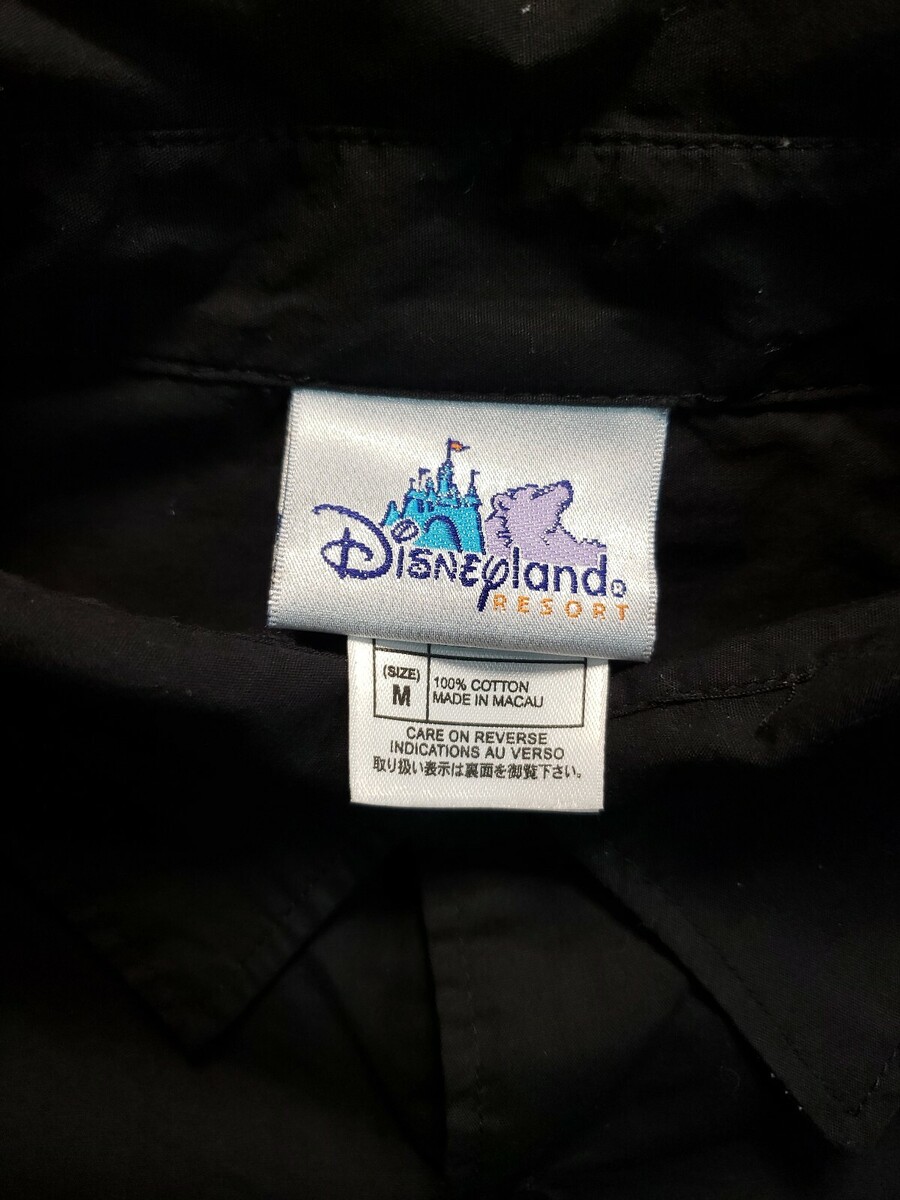 Disneyland®
RESORT
(SIZE)
M
100% COTTON
MADE IN MACAU
CARE ON REVERSE
INDICATIONS AU VERSO
取り扱い表示は裏面を御覧下さい。